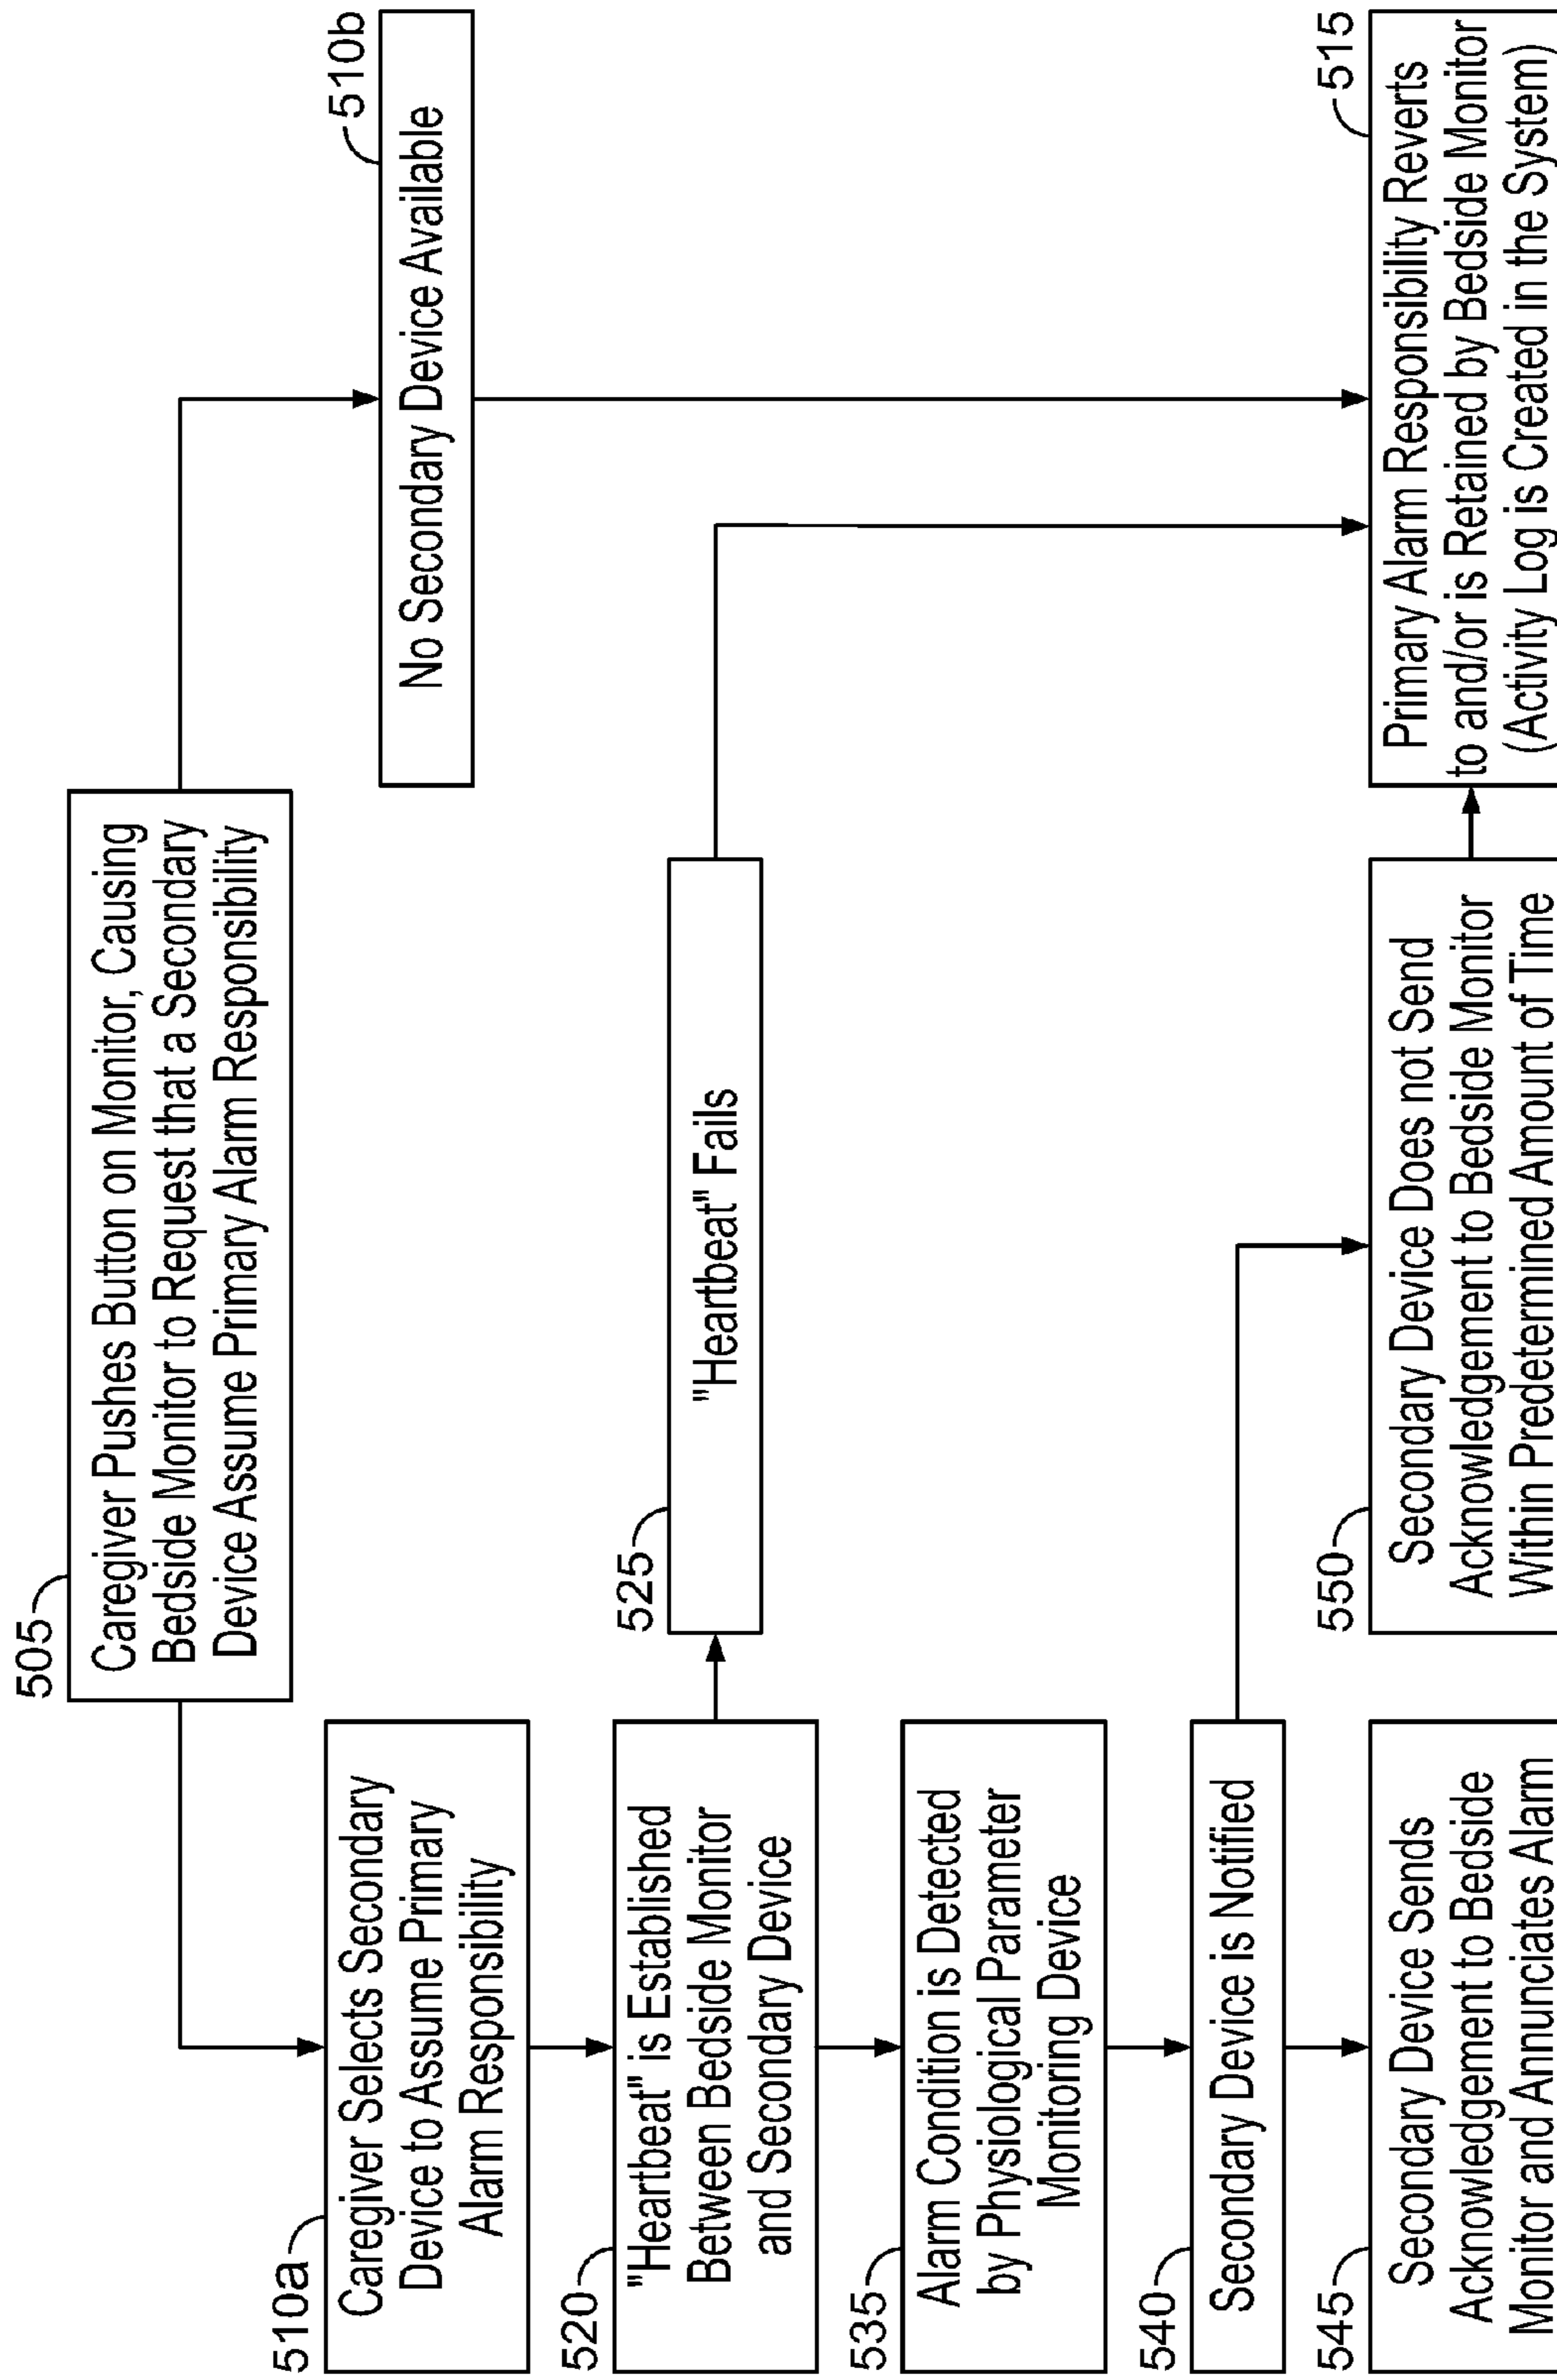 505
Caregiver Pushes Button on Monitor, Causing
Bedside Monitor to Request that a Secondary
Device Assume Primary Alarm Responsibility
510a
Caregiver Selects Secondary
Device to Assume Primary
Alarm Responsibility
510b
No Secondary Device Available
520
"Heartbeat" is Established
Between Bedside Monitor
and Secondary Device
525
"Heartbeat" Fails
535
Alarm Condition is Detected
by Physiological Parameter
Monitoring Device
540
Secondary Device is Notified
545
Secondary Device Sends
Acknowledgement to Bedside
Monitor and Annunciates Alarm
550
Secondary Device Does not Send
Acknowledgement to Bedside Monitor
Within Predetermined Amount of Time
515
Primary Alarm Responsibility Reverts
to and/or is Retained by Bedside Monitor
(Activity Log is Created in the System)